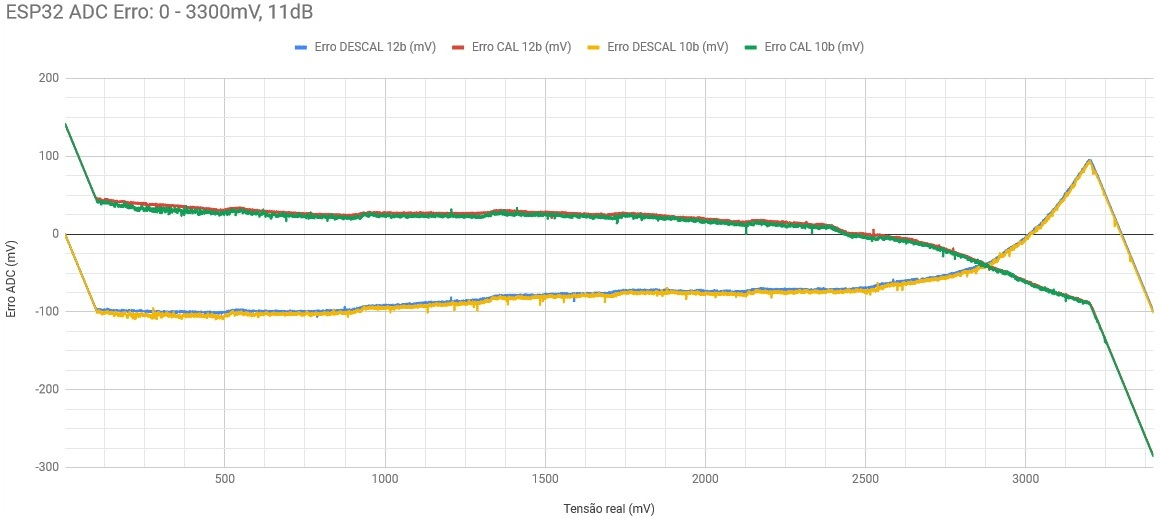 ESP32 ADC Erro: 0 - 3300mV, 11dB
Erro DESCAL 12b (mV) Erro CAL 12b (mV) Erro DESCAL 10b (mV) Erro CAL 10b (mV)
Erro ADC (mV)
200
100
0
-100
-200
-300
500 1000 1500 2000 2500 3000
Tensão real (mV)